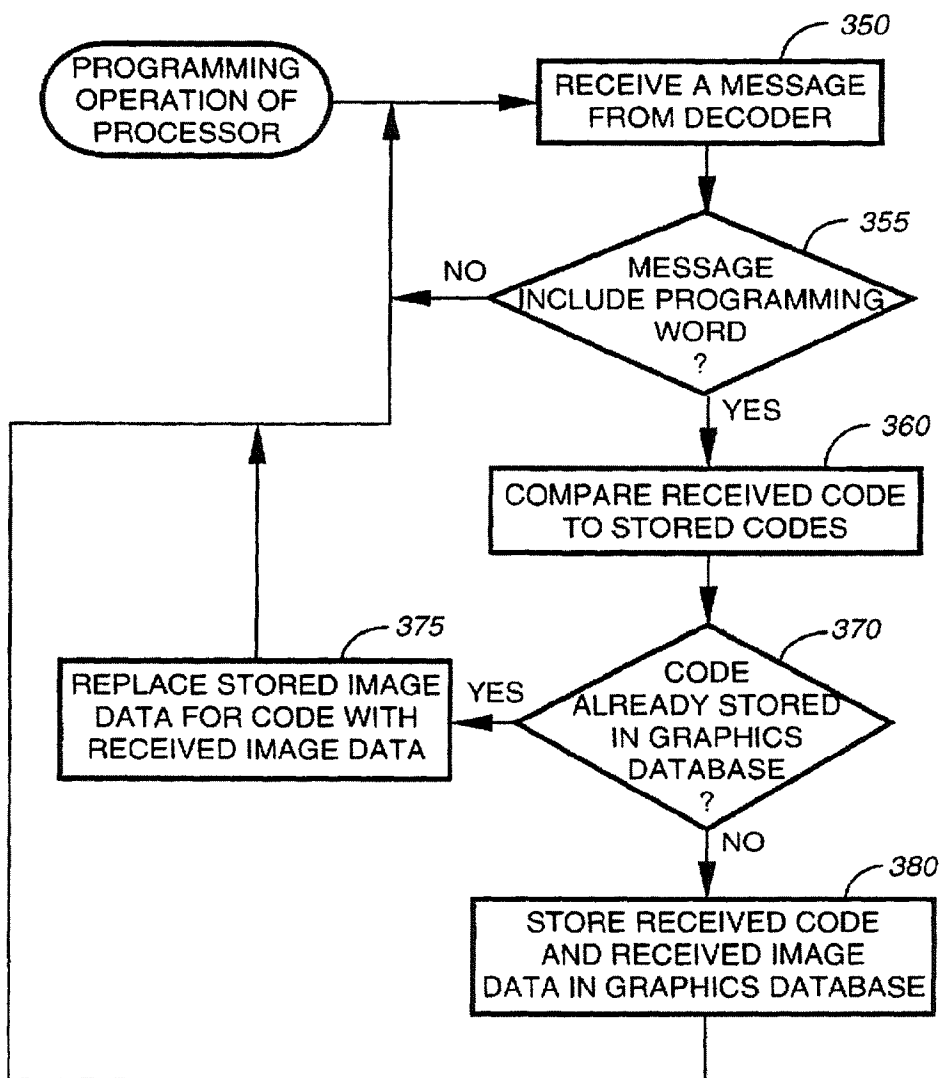 PROGRAMMING
OPERATION OF
PROCESSOR
350
RECEIVE A MESSAGE
FROM DECODER
355
MESSAGE
INCLUDE PROGRAMMING
WORD
?
NO
YES
360
COMPARE RECEIVED CODE
TO STORED CODES
370
CODE
ALREADY STORED
IN GRAPHICS
DATABASE
?
YES
375
REPLACE STORED IMAGE
DATA FOR CODE WITH
RECEIVED IMAGE DATA
NO
380
STORE RECEIVED CODE
AND RECEIVED IMAGE
DATA IN GRAPHICS DATABASE